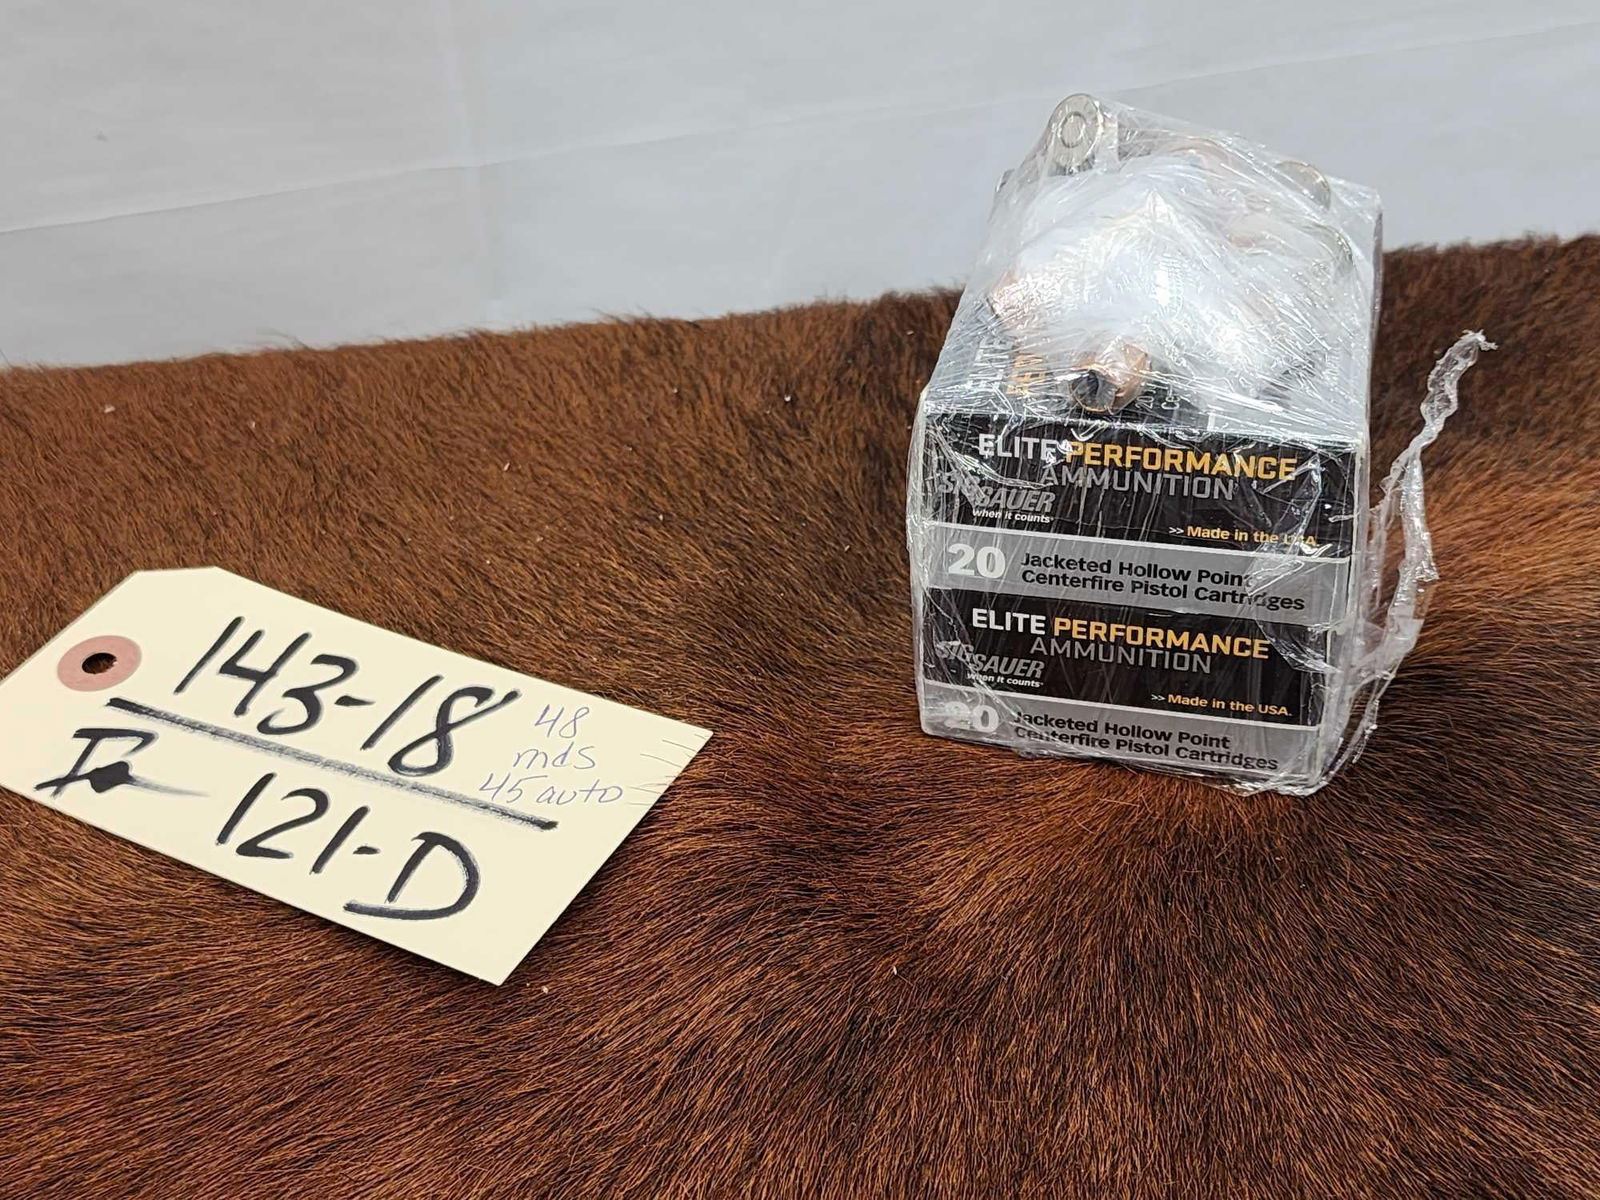 143-18
48
rnds
45 auto
121-D
ELITE PERFORMANCE
AMMUNITION
SIG SAUER
when it counts
>> Made in the USA.
20 Jacketed Hollow Point
Centerfire Pistol Cartridges
ELITE PERFORMANCE
AMMUNITION
SIG SAUER
when it counts
>> Made in the USA.
20 Jacketed Hollow Point
Centerfire Pistol Cartridges